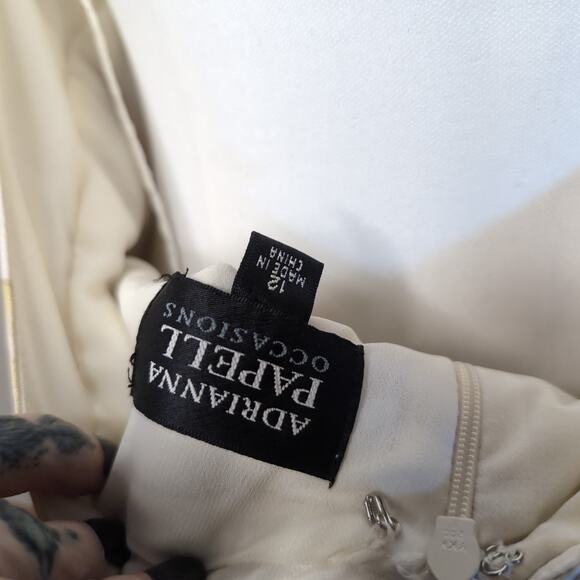 12
MADE IN
CHINA
ADRIANNA
PAPELL
OCCASIONS